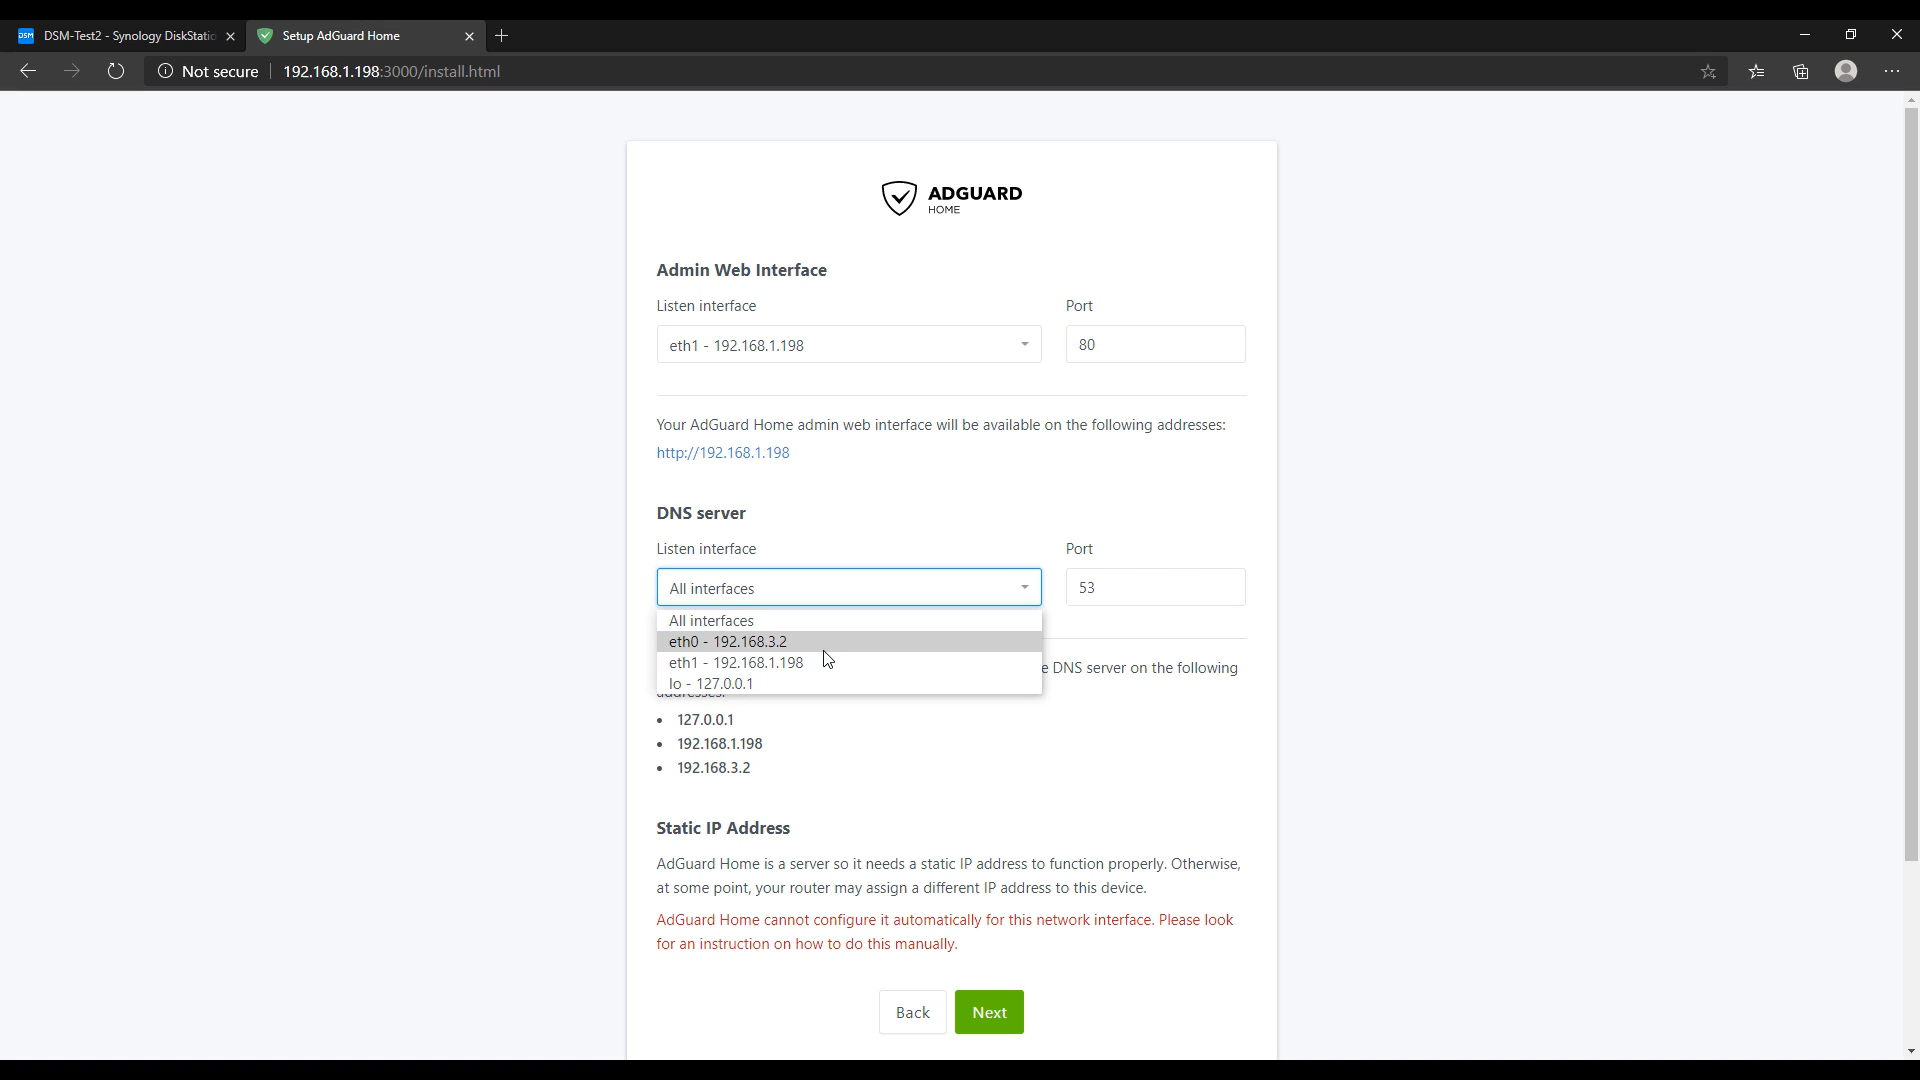 DSM-Test2 - Synology DiskStatio
Setup AdGuard Home
Not secure
192.168.1.198:3000/install.html
ADGUARD
HOME
Admin Web Interface
Listen interface
Port
eth1 - 192.168.1.198
80
Your AdGuard Home admin web interface will be available on the following addresses:
http://192.168.1.198
DNS server
Listen interface
Port
All interfaces
53
All interfaces
eth0 - 192.168.3.2
eth1 - 192.168.1.198
lo - 127.0.0.1
e DNS server on the following
addresses:
• 127.0.0.1
• 192.168.1.198
• 192.168.3.2
Static IP Address
AdGuard Home is a server so it needs a static IP address to function properly. Otherwise,
at some point, your router may assign a different IP address to this device.
AdGuard Home cannot configure it automatically for this network interface. Please look
for an instruction on how to do this manually.
Back
Next